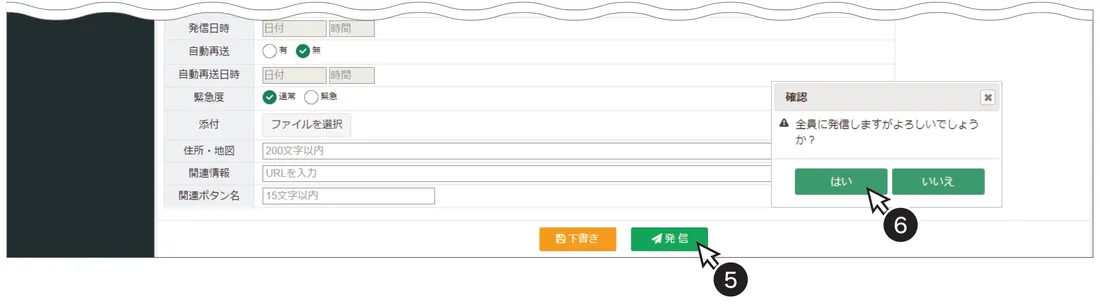 発信日時 日付 時間
自動再送 有 無
自動再送日時 日付 時間
緊急度 通常 緊急
添付 ファイルを選択
住所・地図 200文字以内
関連情報 URLを入力
関連ボタン名 15文字以内
確認
全員に発信しますがよろしいでしょう
か？
はい いいえ
6
下書き 発信
5